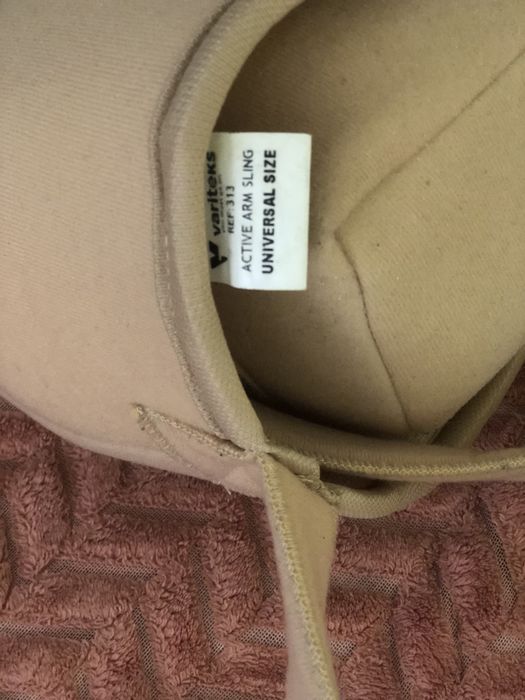 variteks
REF:313
ACTIVE ARM SLING
UNIVERSAL SIZE